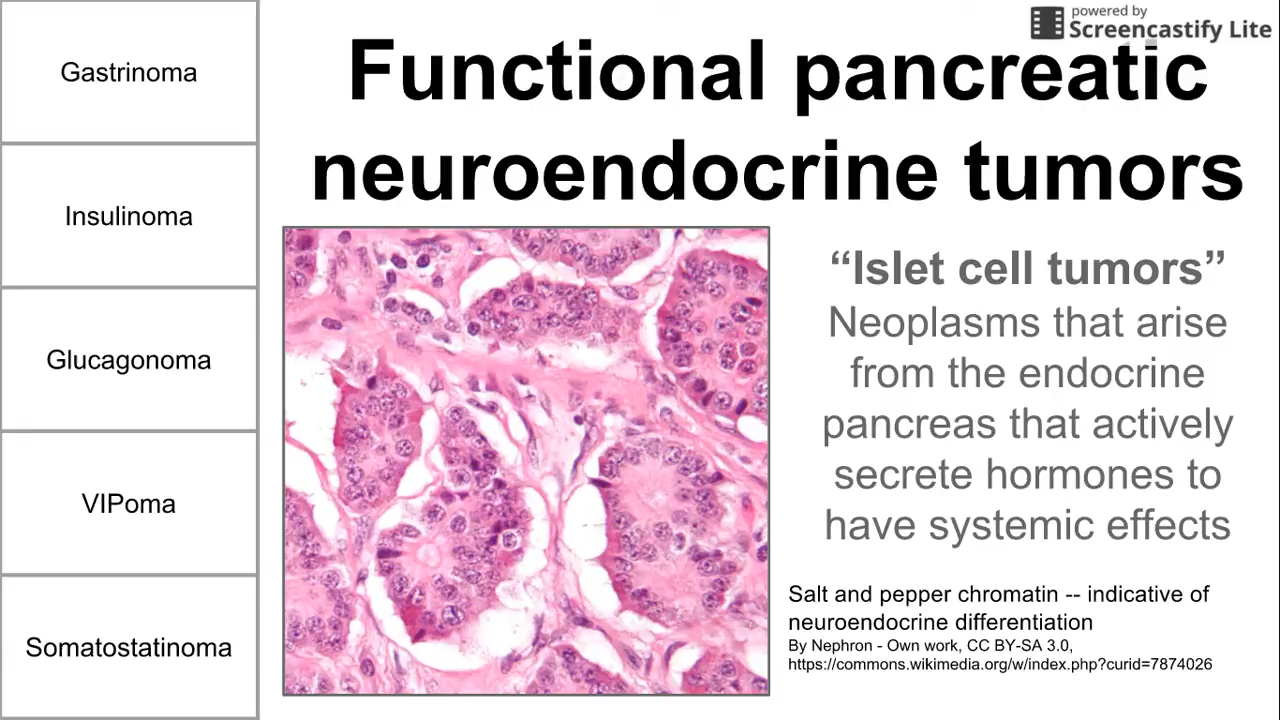 powered by
Screencastify Lite
Functional pancreatic
neuroendocrine tumors
Gastrinoma
Insulinoma
Glucagonoma
VIPoma
Somatostatinoma
“Islet cell tumors”
Neoplasms that arise
from the endocrine
pancreas that actively
secrete hormones to
have systemic effects
Salt and pepper chromatin -- indicative of
neuroendocrine differentiation
By Nephron - Own work, CC BY-SA 3.0,
https://commons.wikimedia.org/w/index.php?curid=7874026